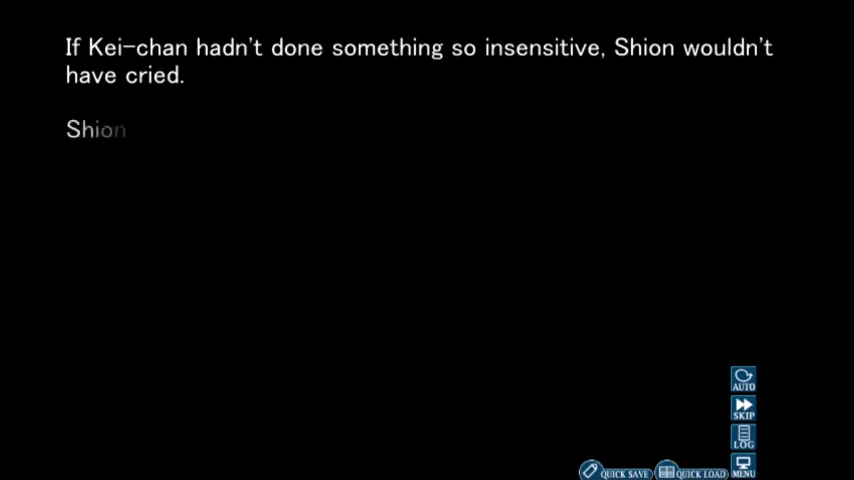 If Kei-chan hadn't done something so insensitive, Shion wouldn't
have cried.
Shion
AUTO
SKIP
LOG
MENU
QUICK SAVE
QUICK LOAD